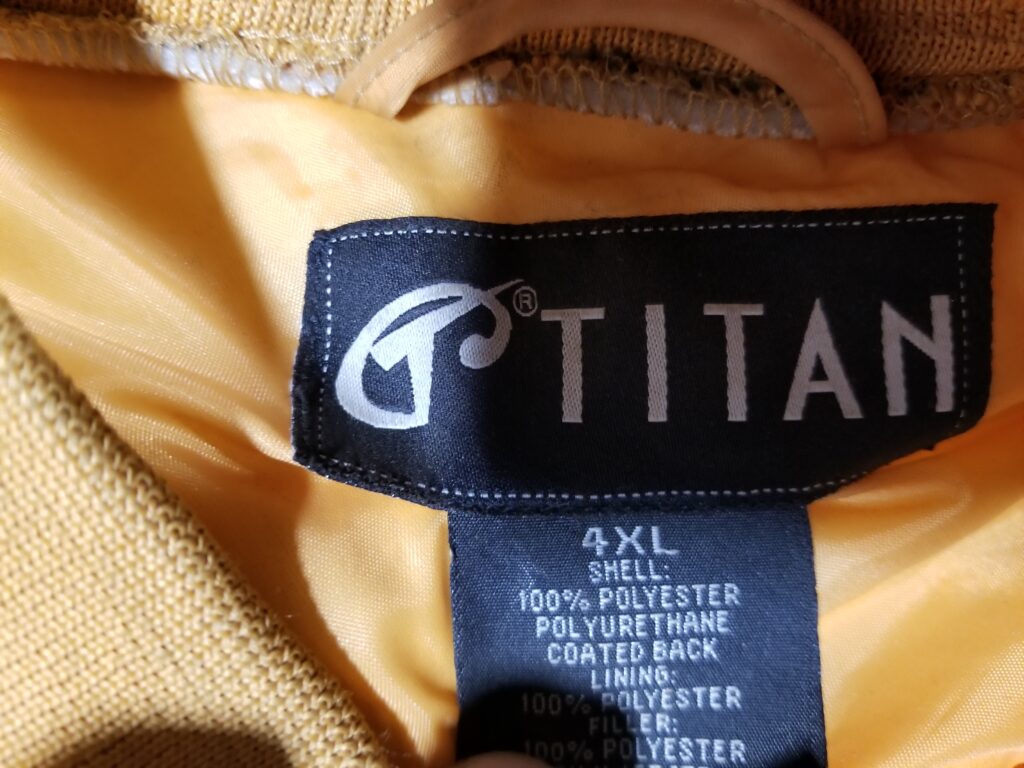 T® TITAN
4XL
SHELL:
100% POLYESTER
POLYURETHANE
COATED BACK
LINING:
100% POLYESTER
FILLER:
100% POLYESTER